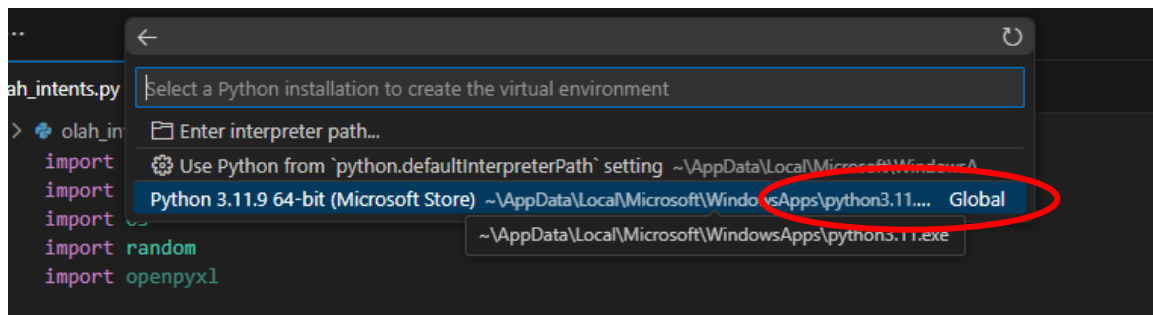 ...
ah_intents.py
Select a Python installation to create the virtual environment
> olah_in
Enter interpreter path...
import
Use Python from `python.defaultInterpreterPath` setting ~\AppData\Local\Microsoft\WindowsA...
import
Python 3.11.9 64-bit (Microsoft Store) ~\AppData\Local\Microsoft\WindowsApps\python3.11.... Global
import os
~\AppData\Local\Microsoft\WindowsApps\python3.11.exe
import random
import openpyxl